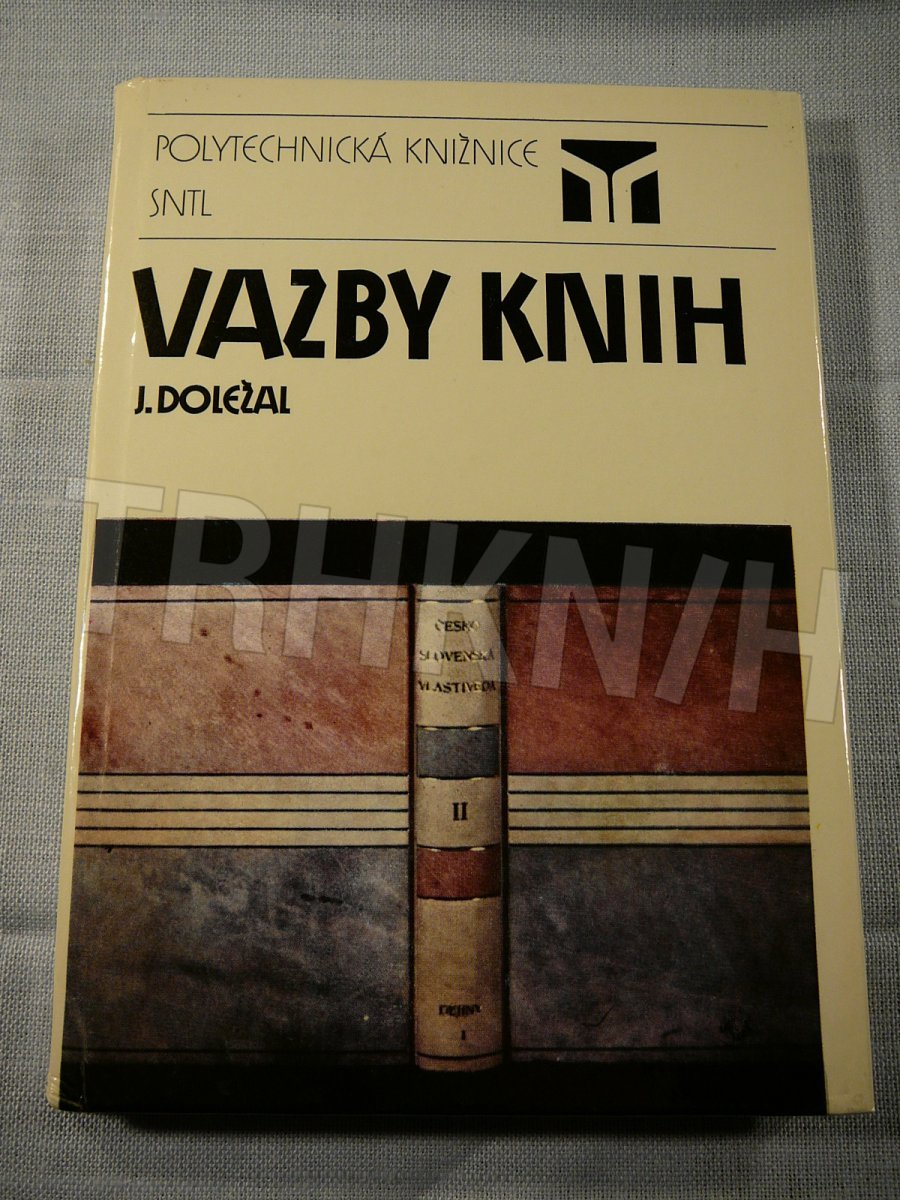 POLYTECHNICKÁ KNIŽNICE
SNTL
VAZBY KNIH
J. DOLEŽAL
TRHKNIH
ČESKO
SLOVENSKÁ
VLASTIVĚDA
II
DĚJINY
I